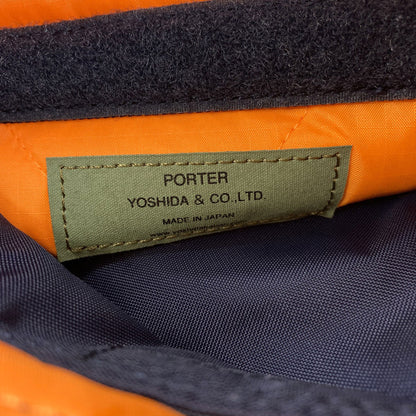 PORTER
YOSHIDA & CO.,LTD.
MADE IN JAPAN